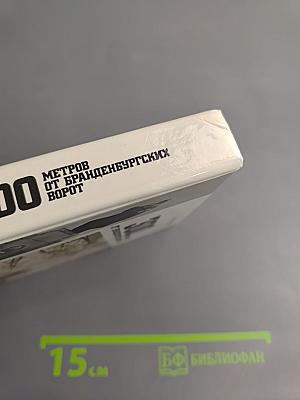 00
МЕТРОВ
ОТ БРАНДЕНБУРГСКИХ
ВОРОТ
15 см
БФ БИБЛИОФАН